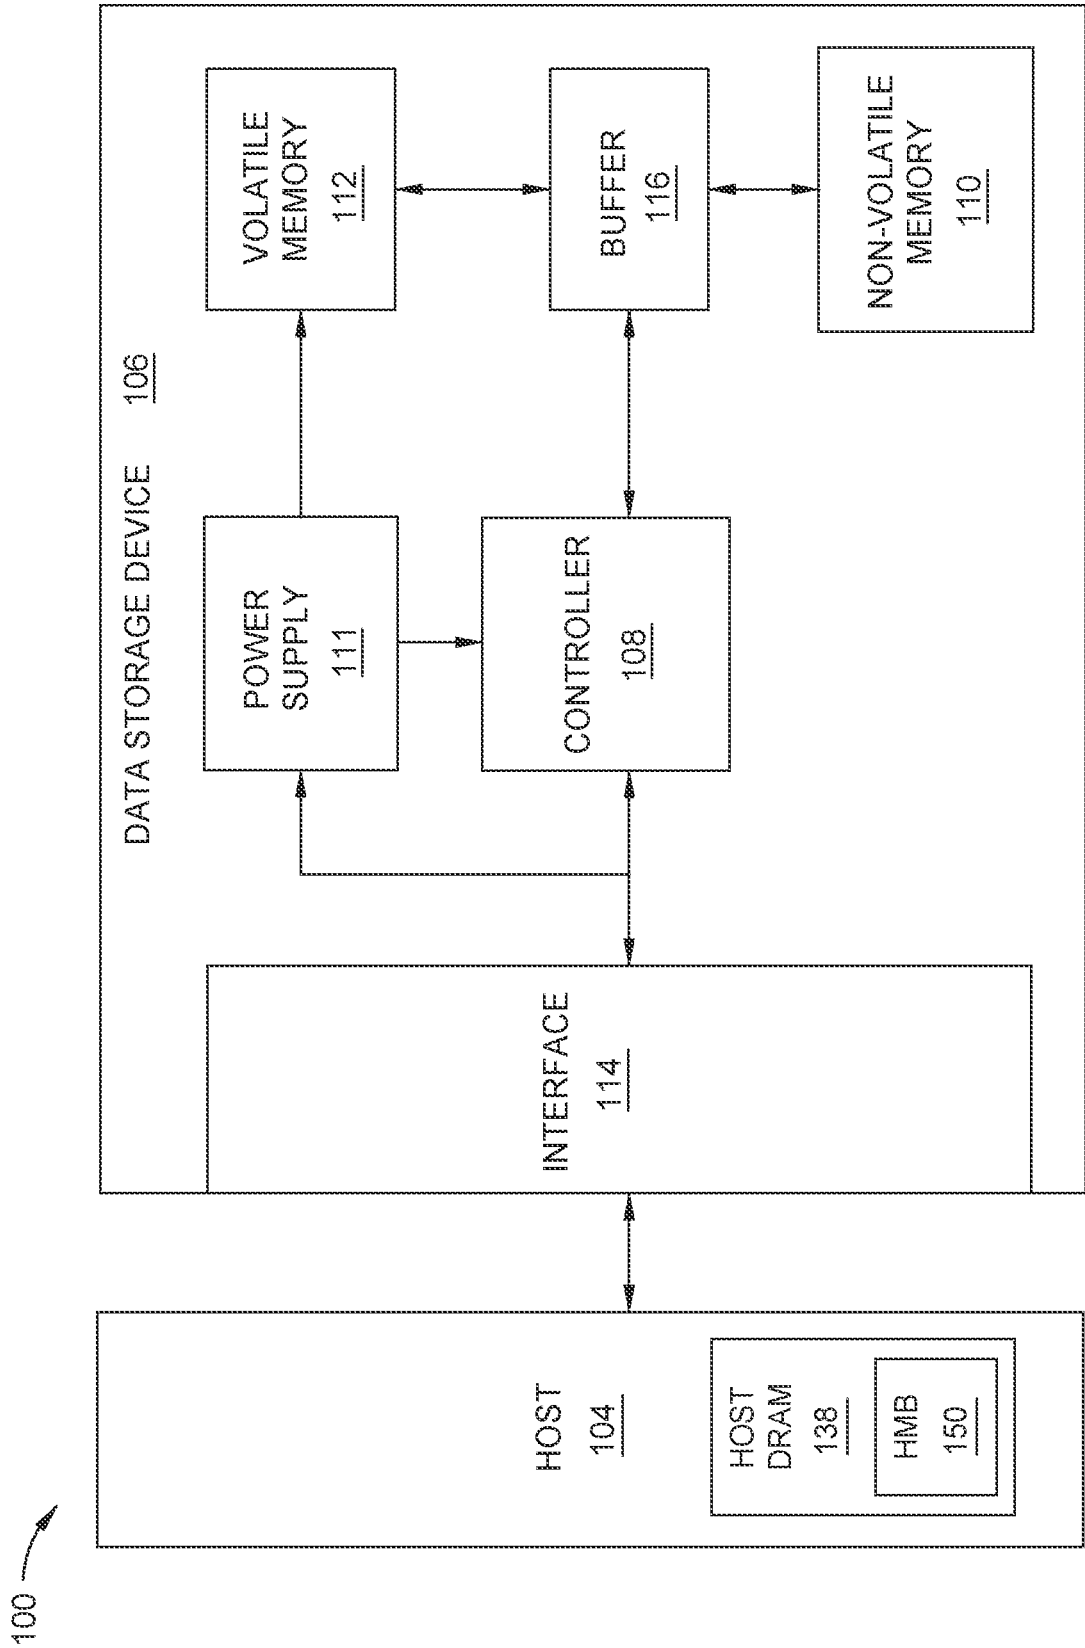 100
HOST
104
HOST
DRAM
138
HMB
150
DATA STORAGE DEVICE 106
INTERFACE
114
POWER
SUPPLY
111
CONTROLLER
108
VOLATILE
MEMORY
112
BUFFER
116
NON-VOLATILE
MEMORY
110